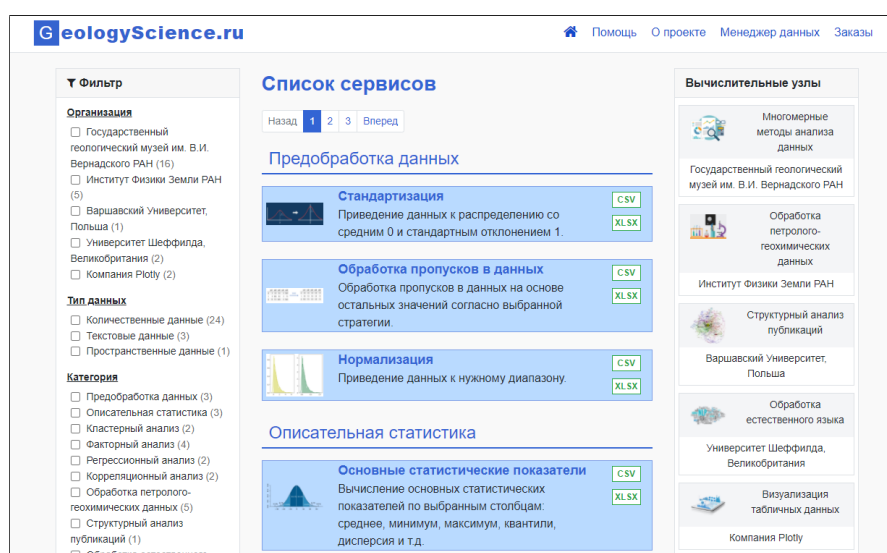 GeologyScience.ru
Помощь О проекте Менеджер данных Заказы
Фильтр
Организация
Государственный
геологический музей им. В.И.
Вернадского РАН (16)
Институт Физики Земли РАН
(5)
Варшавский Университет,
Польша (1)
Университет Шеффилда,
Великобритания (2)
Компания Plotly (2)
Тип данных
Количественные данные (24)
Текстовые данные (3)
Пространственные данные (1)
Категория
Предобработка данных (3)
Описательная статистика (3)
Кластерный анализ (2)
Факторный анализ (4)
Регрессионный анализ (2)
Корреляционный анализ (2)
Обработка петролого-
геохимических данных (5)
Структурный анализ
публикаций (1)
Список сервисов
Назад 1 2 3 Вперед
Предобработка данных
Стандартизация
CSV
Приведение данных к распределению со
средним 0 и стандартным отклонением 1.
XLSX
Обработка пропусков в данных
CSV
Обработка пропусков в данных на основе
остальных значений согласно выбранной
XLSX
стратегии.
Нормализация
CSV
Приведение данных к нужному диапазону.
XLSX
Описательная статистика
Основные статистические показатели
CSV
Вычисление основных статистических
показателей по выбранным столбцам:
XLSX
среднее, минимум, максимум, квантили,
дисперсия и т.д.
Вычислительные узлы
Многомерные
методы анализа
данных
Государственный геологический
музей им. В.И. Вернадского РАН
Обработка
петролого-
геохимических
данных
Институт Физики Земли РАН
Структурный анализ
публикаций
Варшавский Университет,
Польша
Обработка
естественного языка
Университет Шеффилда,
Великобритания
Визуализация
табличных данных
Компания Plotly